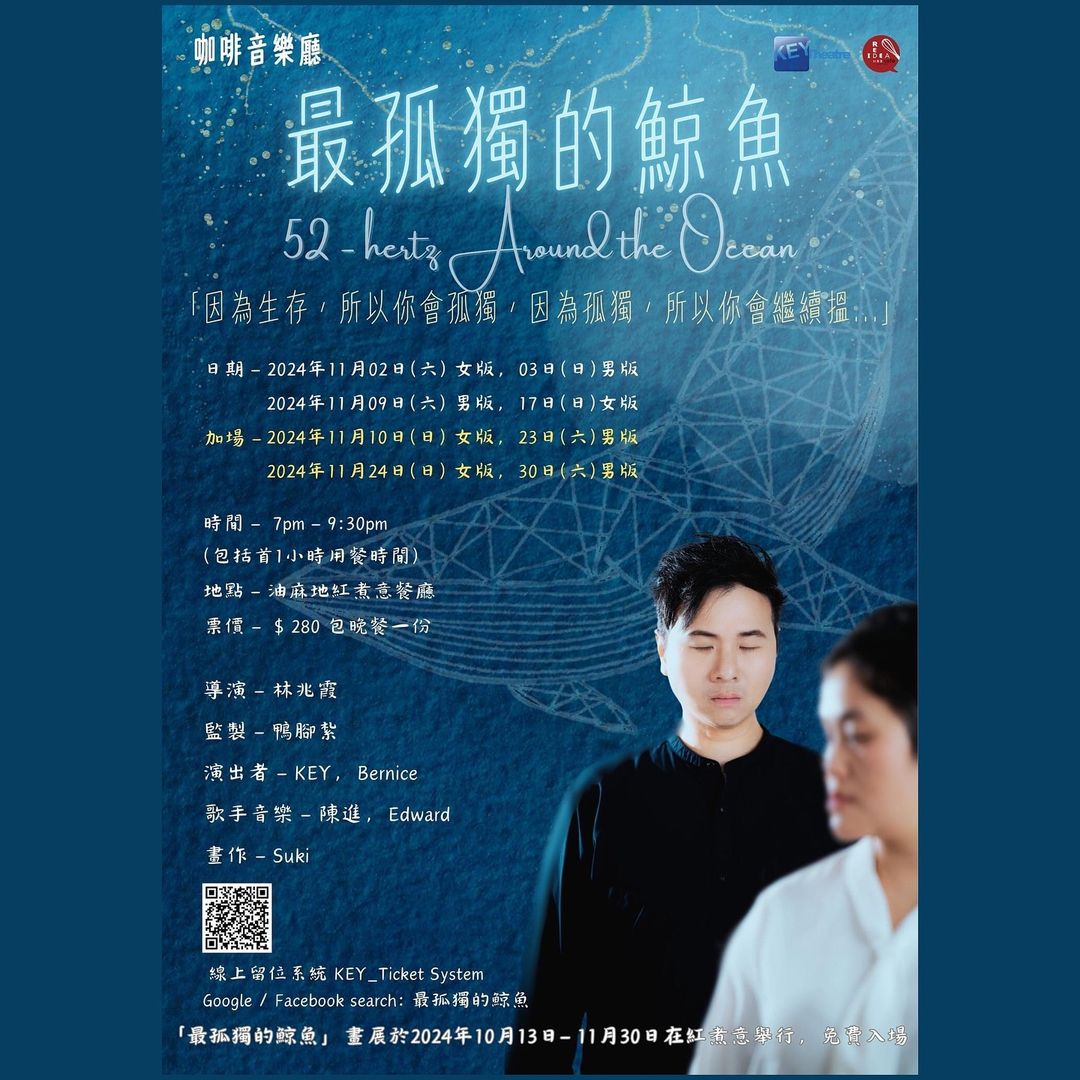 咖啡音樂廳
KEY Theatre
RE IDEA
最孤獨的鯨魚
52 - hertz Around the Ocean
「因為生存，所以你會孤獨，因為孤獨，所以你會繼續搵...」
日期 – 2024年11月02日(六) 女版，03日(日)男版
2024年11月09日(六) 男版，17日(日)女版
加場 – 2024年11月10日(日) 女版，23日(六)男版
2024年11月24日(日) 女版，30日(六)男版
時間 – 7pm – 9:30pm
(包括首1小時用餐時間)
地點 – 油麻地紅煮意餐廳
票價 – $ 280 包晚餐一份
導演 – 林兆霞
監製 – 鴨腳紮
演出者 – KEY，Bernice
歌手音樂 – 陳進，Edward
畫作 – Suki
線上留位系統 KEY_Ticket System
Google / Facebook search: 最孤獨的鯨魚
「最孤獨的鯨魚」畫展於2024年10月13日– 11月30日在紅煮意舉行，免費入場